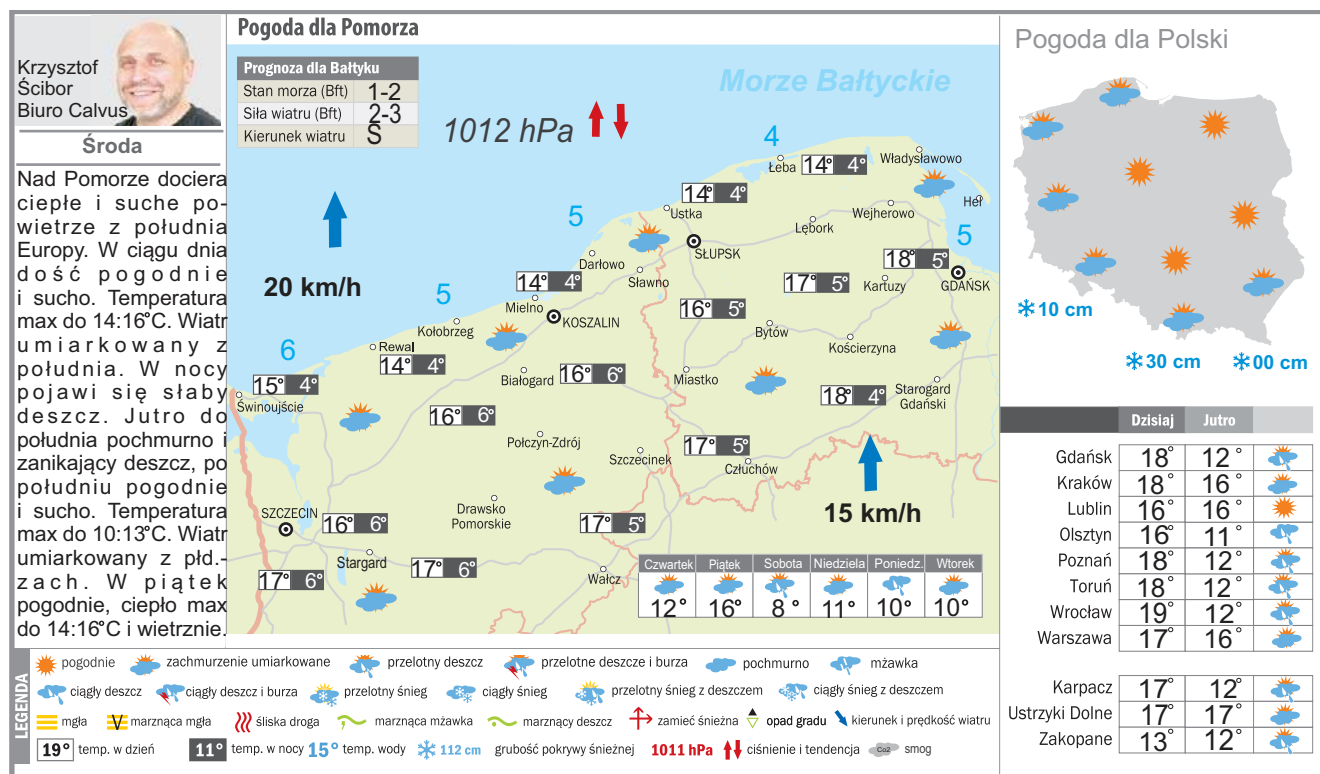 Krzysztof
Ścibor
Biuro Calvus
Środa
Nad Pomorze dociera
ciepłe i suche po-
wietrze z południa
Europy. W ciągu dnia
dość pogodnie
i sucho. Temperatura
max do 14:16°C. Wiatr
umiarkowany z
południa. W nocy
pojawi się słaby
deszcz. Jutro do
południa pochmurno i
zanikający deszcz, po
południu pogodnie
i sucho. Temperatura
max do 10:13°C. Wiatr
umiarkowany z płd.-
zach. W piątek
pogodnie, ciepło max
do 14:16°C i wietrznie.
Pogoda dla Pomorza
Prognoza dla Bałtyku
Stan morza (Bft) 1-2
Siła wiatru (Bft) 2-3
Kierunek wiatru S
1012 hPa
Morze Bałtyckie
20 km/h
4
Łeba
14° 4°
Władysławowo
Hel
14° 4°
Ustka
Wejherowo
Lębork
5
5
SŁUPSK
18° 5°
GDAŃSK
Darłowo
Sławno
17° 5°
Kartuzy
14° 4°
Mielno
5
KOSZALIN
Kołobrzeg
16° 5°
Bytów
Kościerzyna
6
Rewal
14° 4°
Białogard
16° 6°
Miastko
15° 4°
Świnoujście
18° 4°
Starogard
Gdański
16° 6°
Połczyn-Zdrój
Szczecinek
17° 5°
Człuchów
Drawsko
Pomorskie
15 km/h
SZCZECIN
16° 6°
17° 5°
Stargard
17° 6°
17° 6°
Wałcz
Czwartek Piątek Sobota Niedziela Poniedz. Wtorek
12° 16° 8° 11° 10° 10°
Pogoda dla Polski
10 cm
30 cm
00 cm
Dzisiaj Jutro
Gdańsk 18° 12°
Kraków 18° 16°
Lublin 16° 16°
Olsztyn 16° 11°
Poznań 18° 12°
Toruń 18° 12°
Wrocław 19° 12°
Warszawa 17° 16°
Karpacz 17° 12°
Ustrzyki Dolne 17° 17°
Zakopane 13° 12°
LEGENDA
pogodnie zachmurzenie umiarkowane przelotny deszcz przelotne deszcze i burza pochmurno mżawka
ciągły deszcz ciągły deszcz i burza przelotny śnieg ciągły śnieg przelotny śnieg z deszczem ciągły śnieg z deszczem
mgła marznąca mgła śliska droga marznąca mżawka marznący deszcz zamieć śnieżna opad gradu kierunek i prędkość wiatru
19° temp. w dzień 11° temp. w nocy 15° temp. wody 112 cm grubość pokrywy śnieżnej 1011 hPa ciśnienie i tendencja Co2 smog